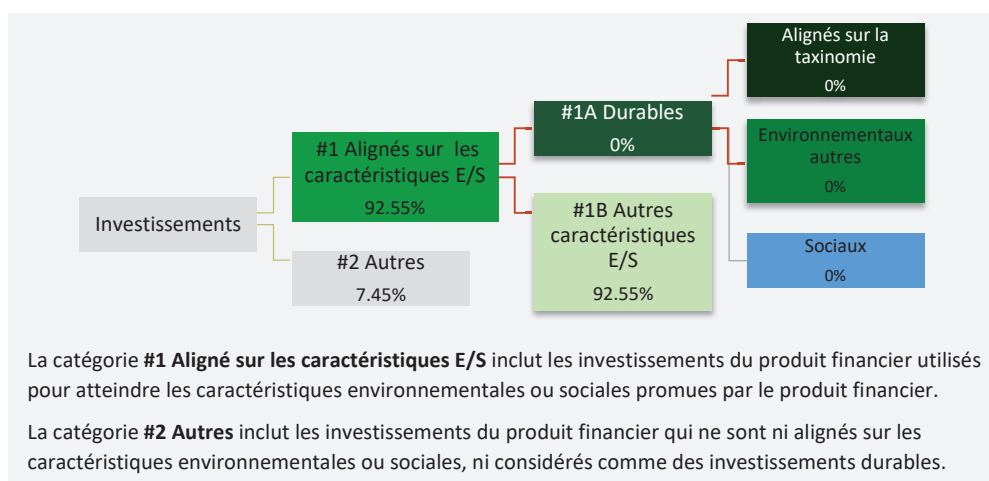 Investissements
#1 Alignés sur les
caractéristiques E/S
92.55%
#2 Autres
7.45%
#1A Durables
0%
#1B Autres
caractéristiques
E/S
92.55%
Alignés sur la
taxinomie
0%
Environnementaux
autres
0%
Sociaux
0%
La catégorie #1 Aligné sur les caractéristiques E/S inclut les investissements du produit financier utilisés
pour atteindre les caractéristiques environnementales ou sociales promues par le produit financier.
La catégorie #2 Autres inclut les investissements du produit financier qui ne sont ni alignés sur les
caractéristiques environnementales ou sociales, ni considérés comme des investissements durables.